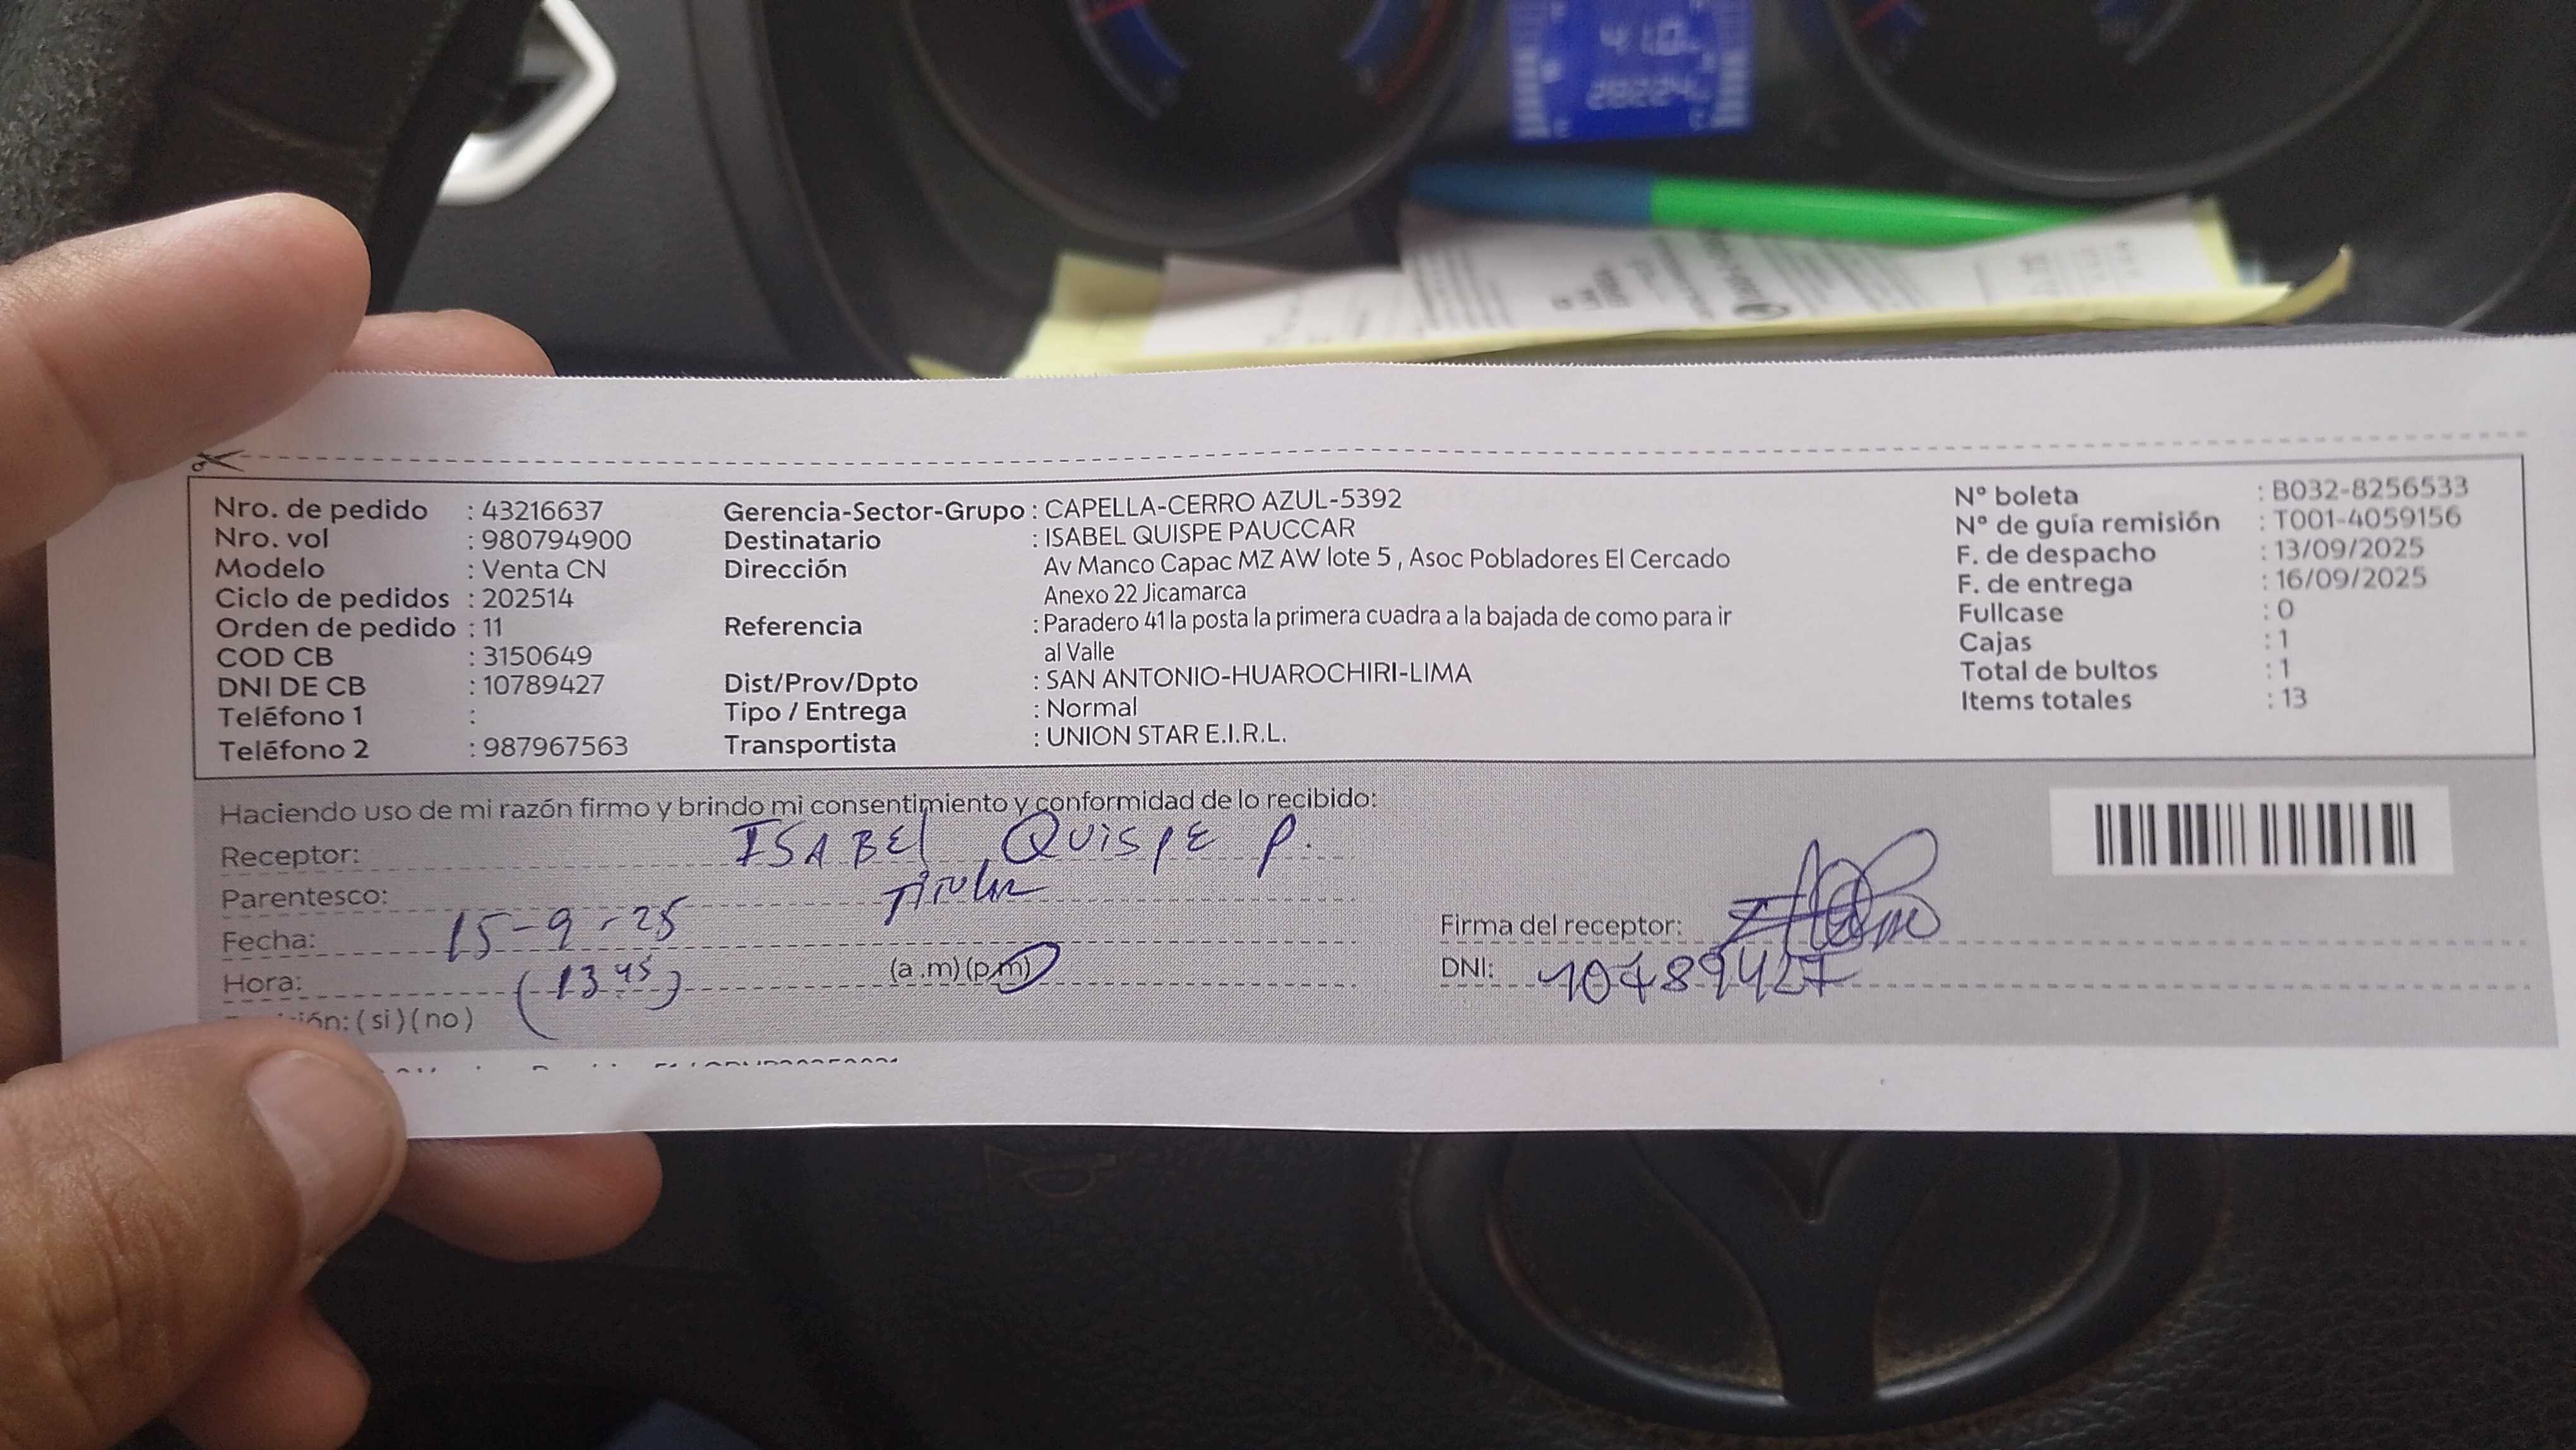 Nro. de pedido : 43216637
Nro. vol : 980794900
Modelo : Venta CN
Ciclo de pedidos : 202514
Orden de pedido : 11
COD CB : 3150649
DNI DE CB : 10789427
Teléfono 1 :
Teléfono 2 : 987967563
Gerencia-Sector-Grupo : CAPELLA-CERRO AZUL-5392
Destinatario : ISABEL QUISPE PAUCCAR
Dirección Av Manco Capac MZ AW lote 5 , Asoc Pobladores El Cercado
Anexo 22 Jicamarca
Referencia : Paradero 41 la posta la primera cuadra a la bajada de como para ir
al Valle
Dist/Prov/Dpto : SAN ANTONIO-HUAROCHIRI-LIMA
Tipo / Entrega : Normal
Transportista : UNION STAR E.I.R.L.
N° boleta : B032-8256533
N° de guía remisión : T001-4059156
F. de despacho : 13/09/2025
F. de entrega : 16/09/2025
Fullcase : 0
Cajas : 1
Total de bultos : 1
Items totales : 13
Haciendo uso de mi razón firmo y brindo mi consentimiento y conformidad de lo recibido:
Receptor: ISABEL QUISPE P.
Parentesco: Titular
Fecha: 15-9-25
Hora: (13 45) (a.m)(p.m)
(si)(no)
Firma del receptor:
DNI: 10789427